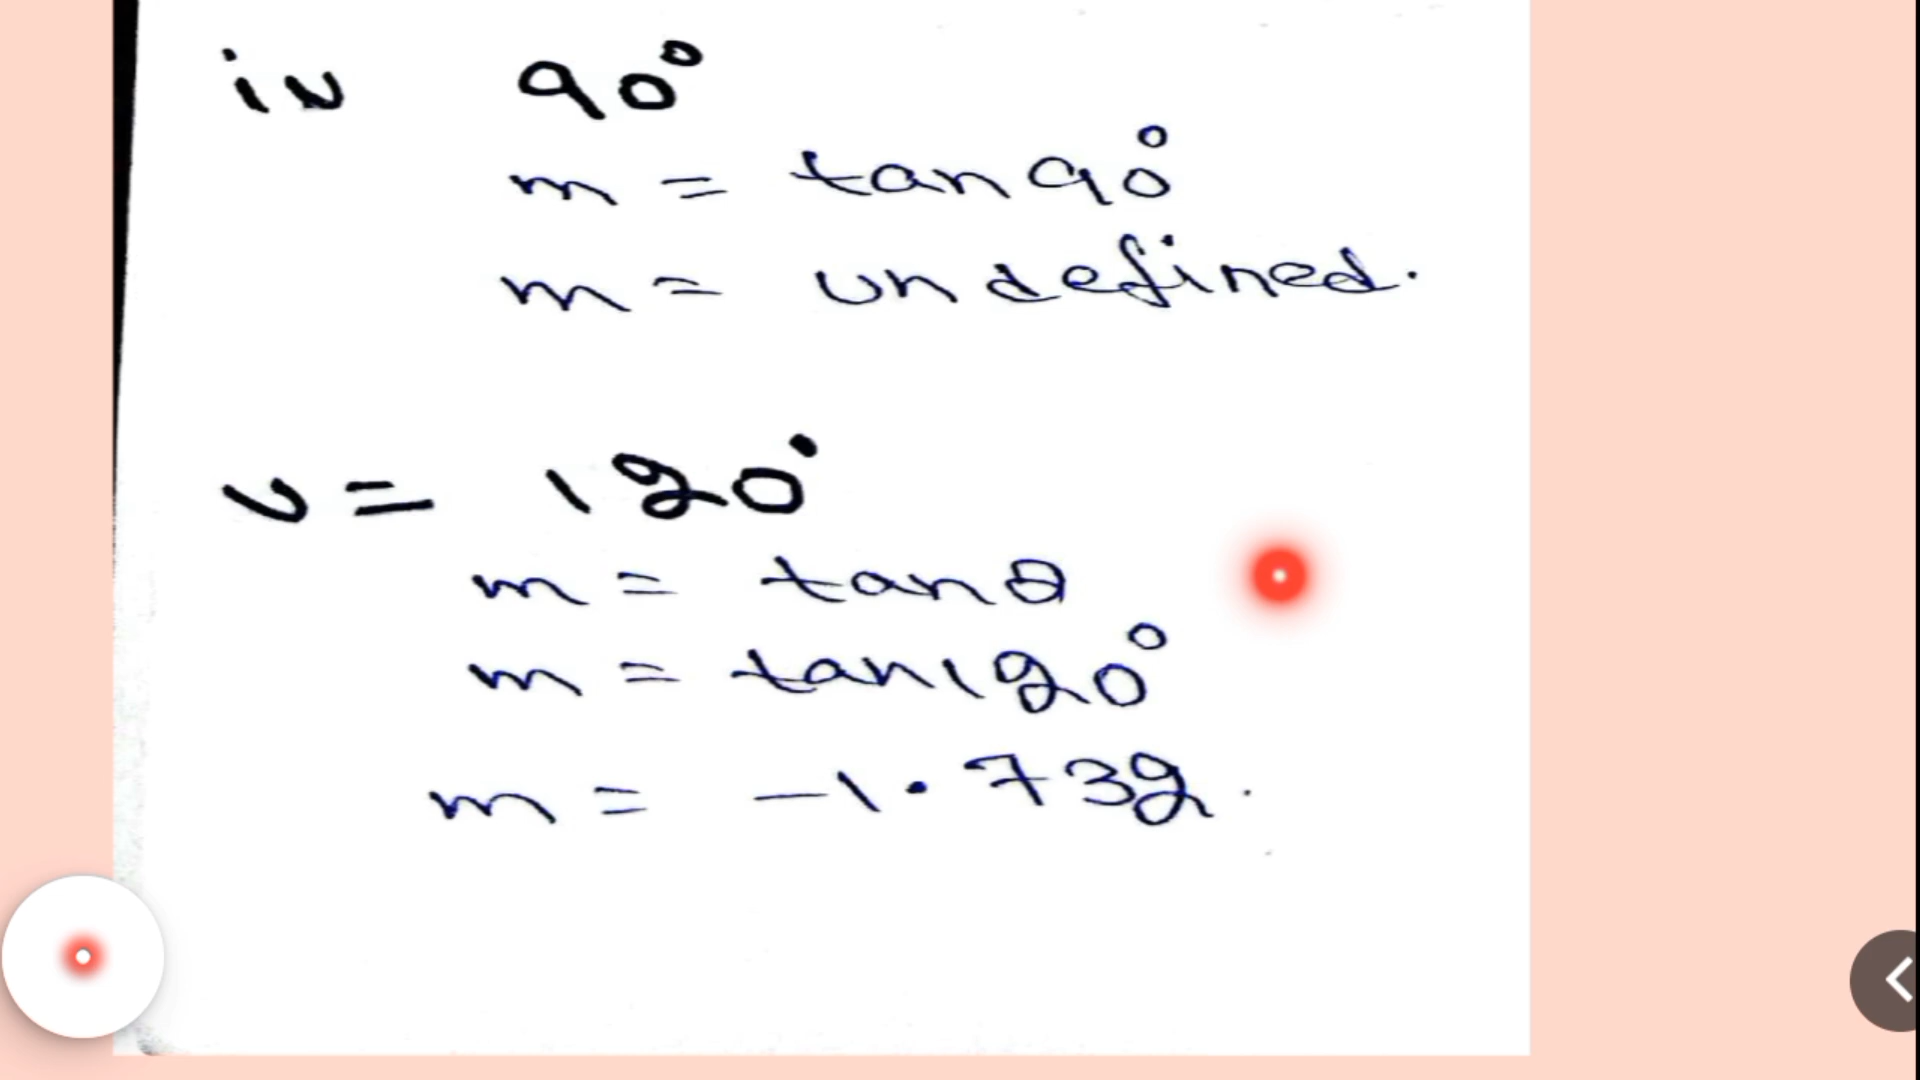 iv 90°
m = tan90°
m = undefined.
v = 120°
m = tanθ
m = tan120°
m = -1.732.